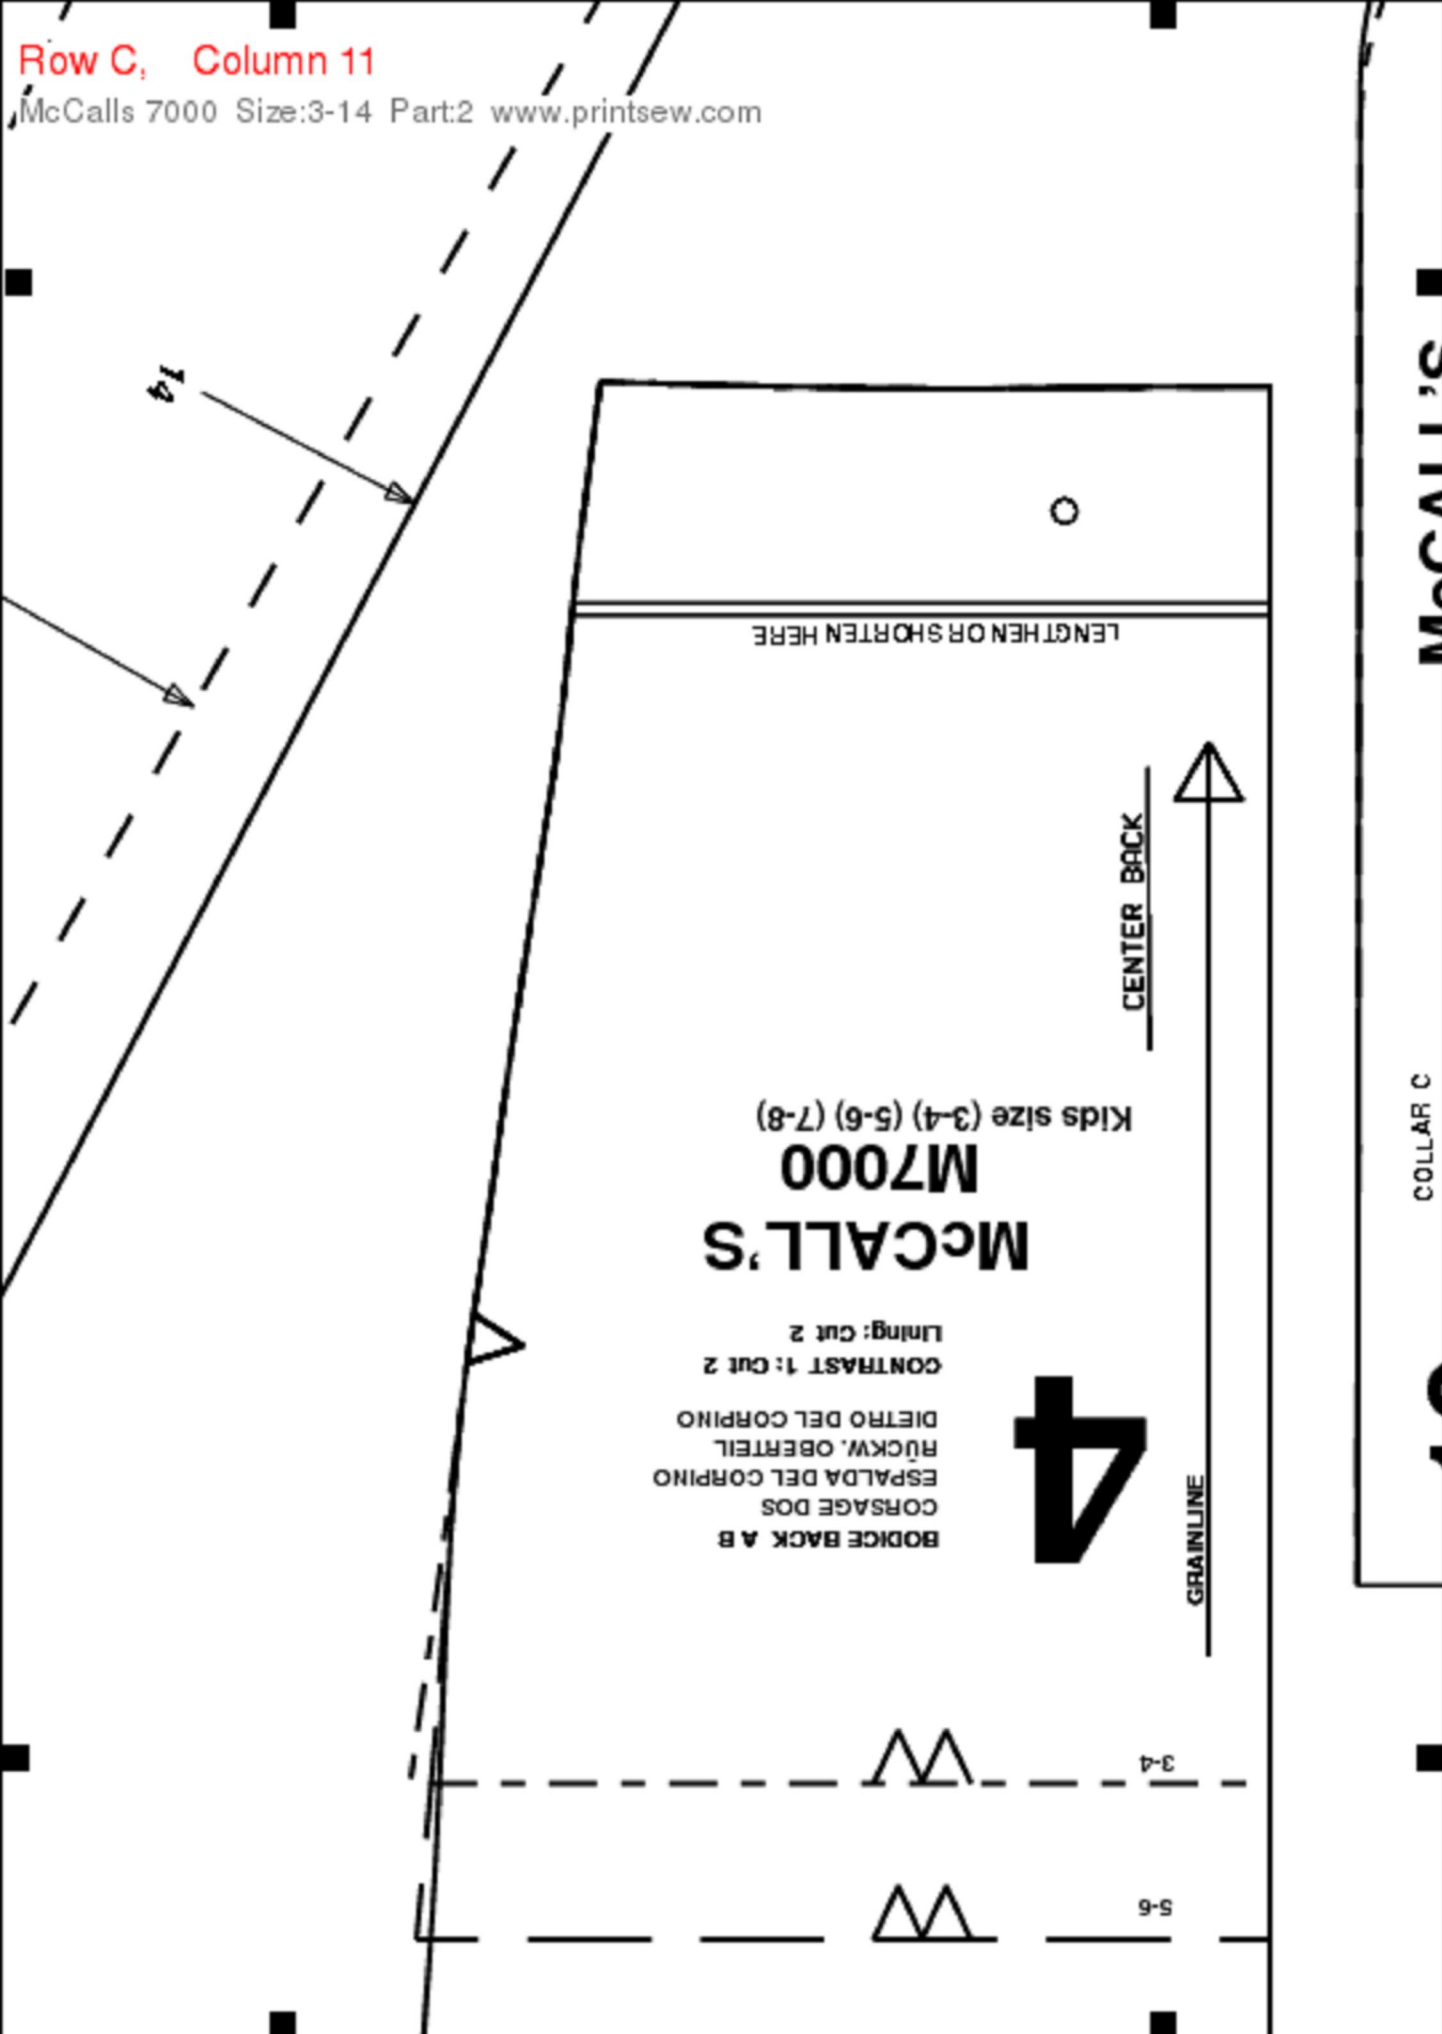 Row C, Column 11
McCalls 7000 Size:3-14 Part:2 www.printsew.com
14
LENGTHEN OR SHORTEN HERE
CENTER BACK
GRAINLINE
3-4
5-6
4
BODICE BACK A B
CORSAGE DOS
ESPALDA DEL CORPINO
RÜCKW. OBERTEIL
DIETRO DEL CORPINO
CONTRAST 1: Cut 2
Lining: Cut 2
McCALL'S
M7000
Kids size (3-4) (5-6) (7-8)
McCALL'S
COLLAR C